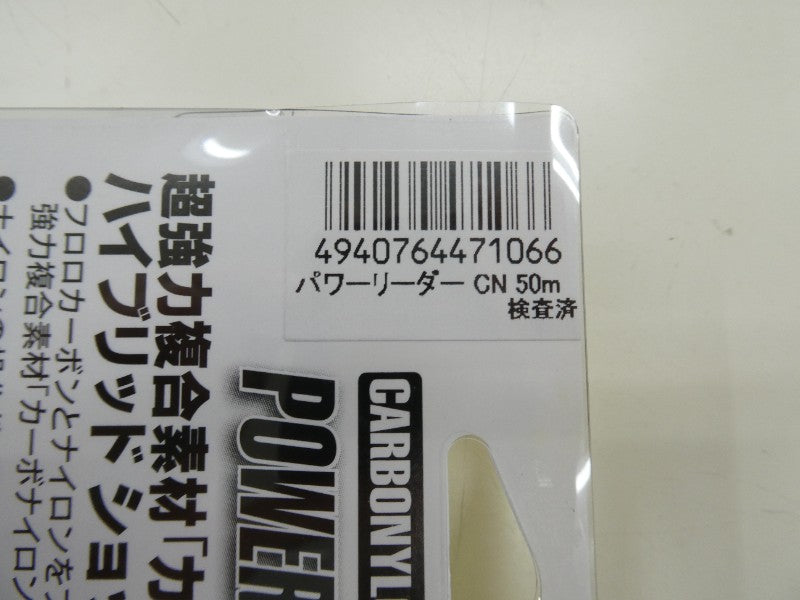 4940764471066
パワーリーダー CN 50m
検査済
CARBONYL
POWER
超強力複合素材「カ
ハイブリッドショ
●フロロカーボンとナイロンを
強力複合素材「カーボナイロン